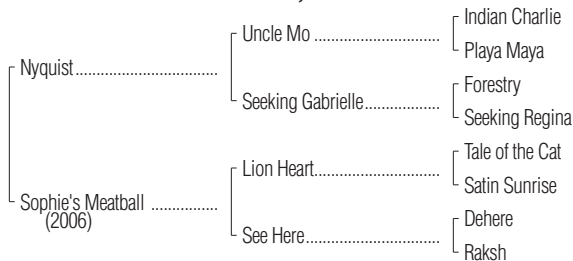 Indian Charlie
Uncle Mo ..............................
Playa Maya
Nyquist..................................
Forestry
Seeking Gabrielle..................
Seeking Regina
Tale of the Cat
Lion Heart..............................
Satin Sunrise
Sophie's Meatball ................
(2006)
Dehere
See Here................................
Raksh